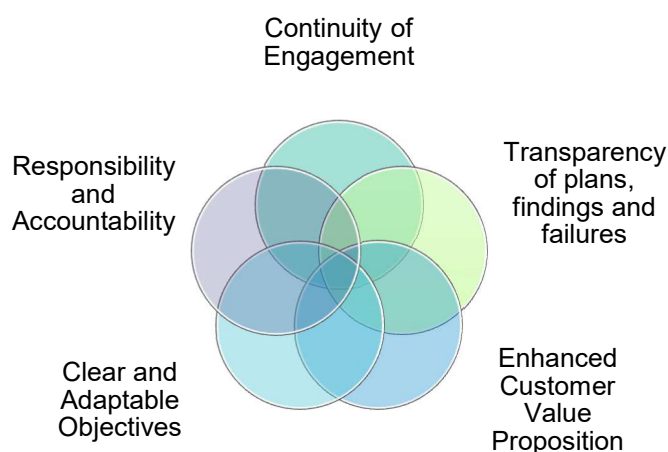 Continuity of
Engagement
Responsibility
and
Accountability
Transparency
of plans,
findings and
failures
Clear and
Adaptable
Objectives
Enhanced
Customer
Value
Proposition